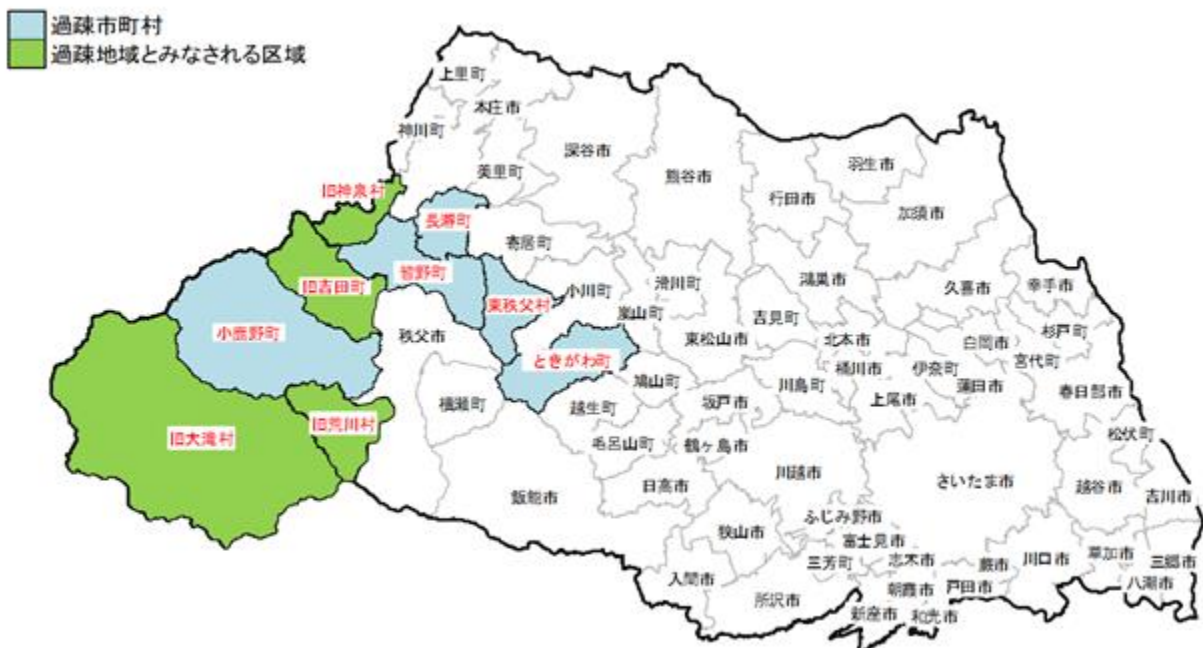 過疎市町村
過疎地域とみなされる区域
上里町
本庄市
神川町
深谷市
美里町
熊谷市
羽生市
旧神泉村
行田市
加須市
長瀞町
寄居町
皆野町
旧吉田町
小川町
滑川町
鴻巣市
久喜市
幸手市
東秩父村
嵐山町
吉見町
小鹿野町
秩父市
東松山市
北本市
白岡市
杉戸町
ときがわ町
桶川市
伊奈町
宮代町
鳩山町
川島町
蓮田市
春日部市
横瀬町
越生町
坂戸市
上尾市
旧大滝村
旧荒川村
毛呂山町
鶴ヶ島市
松伏町
川越市
さいたま市
日高市
越谷市
吉川市
飯能市
ふじみ野市
狭山市
富士見市
三芳町
志木市
蕨市
川口市
草加市
三郷市
入間市
朝霞市
戸田市
八潮市
所沢市
新座市
和光市